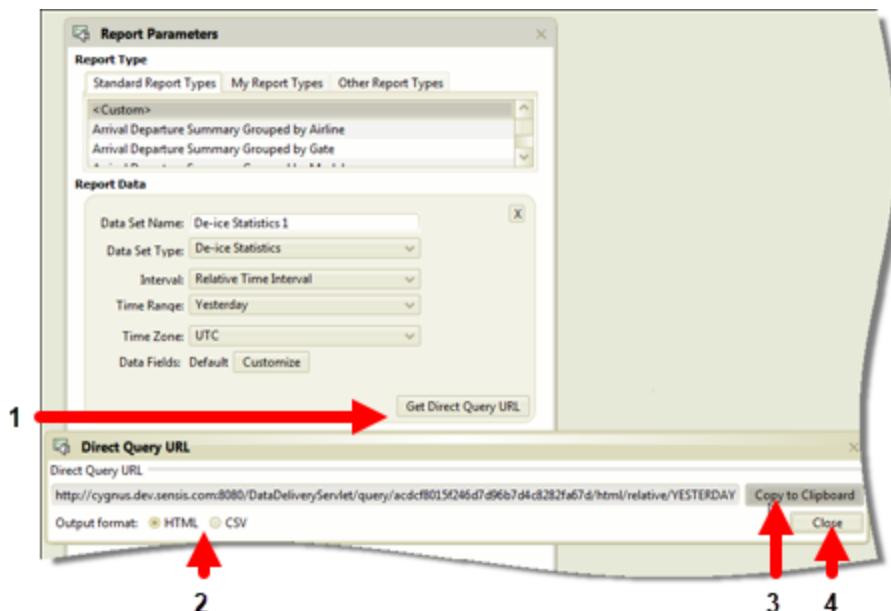 Report Parameters
Report Type
Standard Report Types My Report Types Other Report Types
<Custom>
Arrival Departure Summary Grouped by Airline
Arrival Departure Summary Grouped by Gate
Report Data
X
Data Set Name: De-ice Statistics 1
Data Set Type: De-ice Statistics
Interval: Relative Time Interval
Time Range: Yesterday
Time Zone: UTC
Data Fields: Default Customize
Get Direct Query URL
1
Direct Query URL
Direct Query URL
http://cygnus.dev.sensis.com:8080/DataDeliveryServlet/query/acdcf8015f246d7d96b7d4c8282fa67d/html/relative/YESTERDAY Copy to Clipboard
Output format: HTML CSV Close
2 3 4